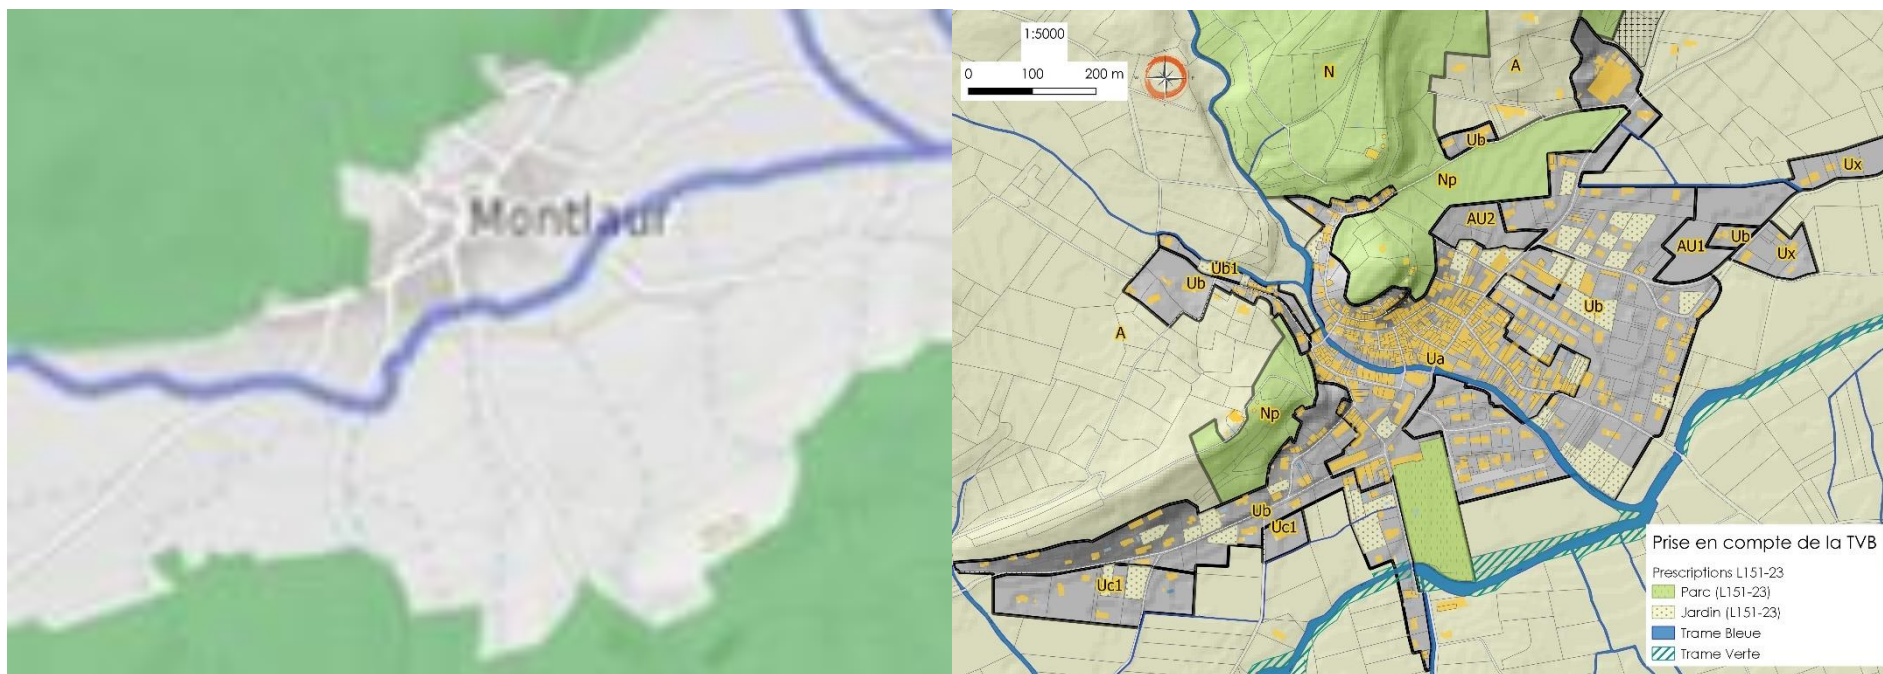 Montlaur
1:5000
0 100 200 m
N
A
Ub
Ux
Np
AU2
AU1
Ub
Ux
Ub1
Ub
Ub
A
Ua
Np
Ub
Uc1
Uc1
Prise en compte de la TVB
Prescriptions L151-23
Parc (L151-23)
Jardin (L151-23)
Trame Bleue
Trame Verte